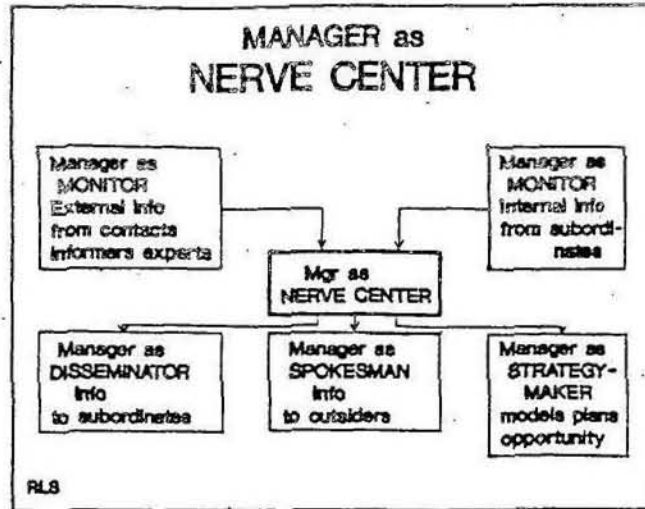 MANAGER as
NERVE CENTER
Manager as
MONITOR
External Info
from contacts
Informers experts
Manager as
MONITOR
Internal Info
from subordi-
nates
Mgr as
NERVE CENTER
Manager as
DISSEMINATOR
Info
to subordinates
Manager as
SPOKESMAN
Info
to outsiders
Manager as
STRATEGY-
MAKER
models plans
opportunity
RLS